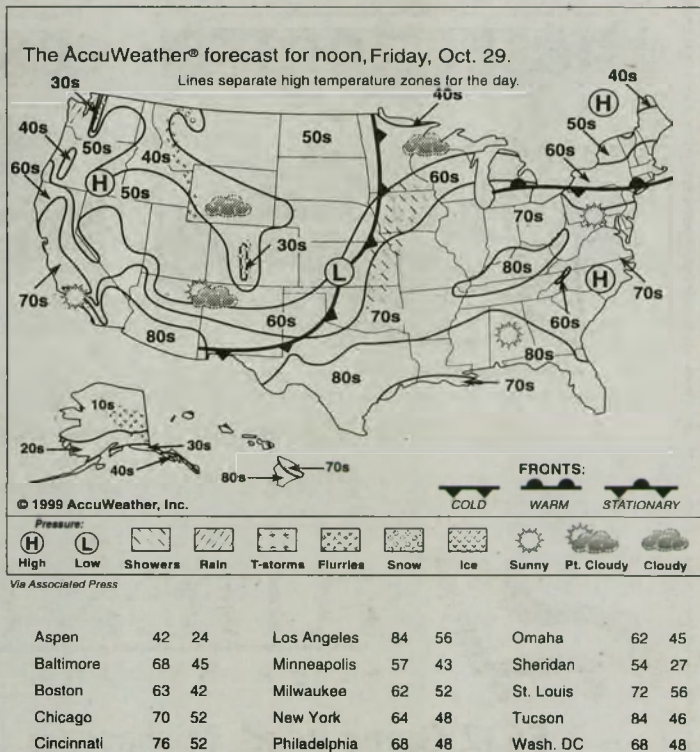 The AccuWeather® forecast for noon, Friday, Oct. 29.
Lines separate high temperature zones for the day.
30s
40s
40s
50s
40s
50s
50s
40s
60s
60s
60s
50s
70s
30s
80s
70s
70s
60s
60s
70s
80s
80s
80s
70s
10s
20s
30s
40s
80s
70s
H
H
H
L
FRONTS:
COLD WARM STATIONARY
© 1999 AccuWeather, Inc.
Pressure:
H L
High Low Showers Rain T-storms Flurries Snow Ice Sunny Pt. Cloudy Cloudy
Via Associated Press
Aspen 42 24 Los Angeles 84 56 Omaha 62 45
Baltimore 68 45 Minneapolis 57 43 Sheridan 54 27
Boston 63 42 Milwaukee 62 52 St. Louis 72 56
Chicago 70 52 New York 64 48 Tucson 84 46
Cincinnati 76 52 Philadelphia 68 48 Wash. DC 68 48